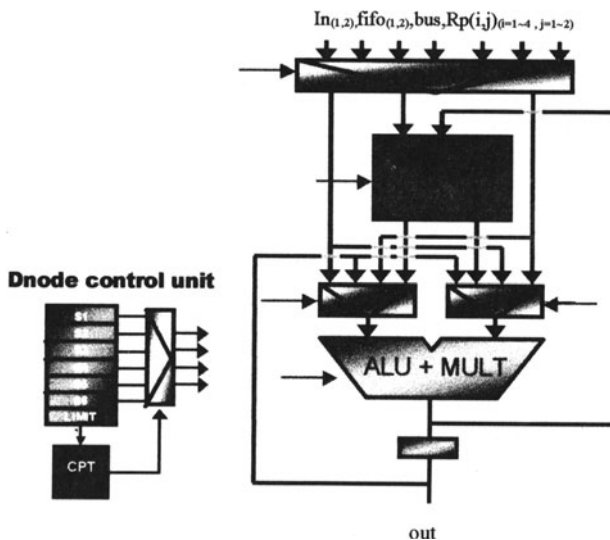 In(1,2),fifo(1,2),bus,Rp(i,j)(i=1~4 , j=1~2)
Dnode control unit
S1
LIMIT
CPT
ALU + MULT
out